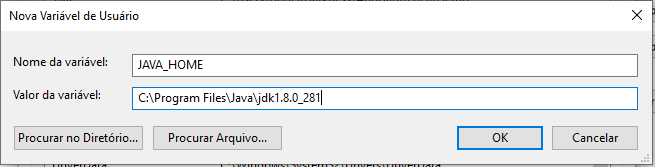 Nova Variável de Usuário
Nome da variável: JAVA_HOME
Valor da variável: C:\Program Files\Java\jdk1.8.0_281
Procurar no Diretório... Procurar Arquivo... OK Cancelar